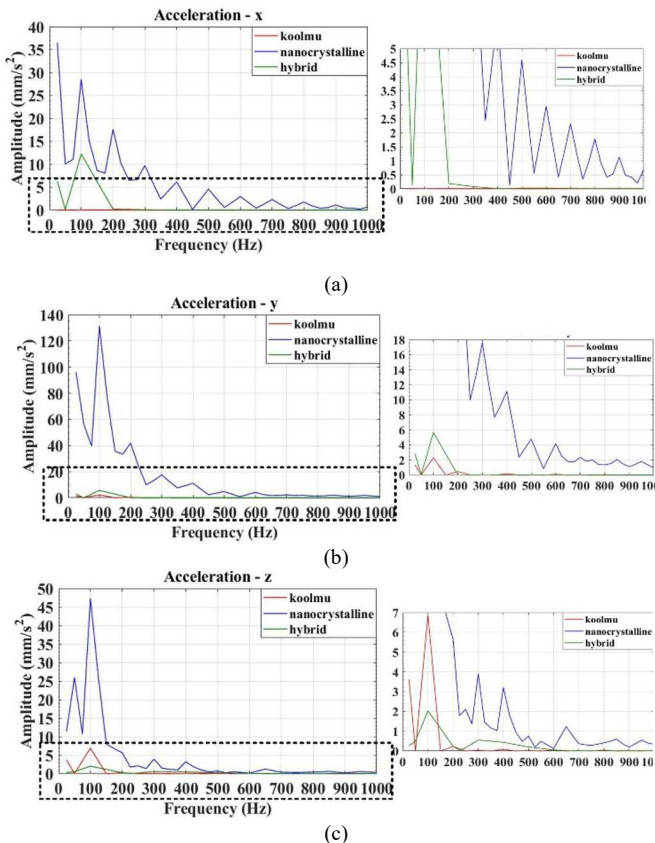 Acceleration - x
Amplitude (mm/s²)
40
35
30
25
20
15
10
5
0
0 100 200 300 400 500 600 700 800 900 1000
Frequency (Hz)
koolmu
nanocrystalline
hybrid
5
4.5
4
3.5
3
2.5
2
1.5
1
0.5
0
0 100 200 300 400 500 600 700 800 900 1000
koolmu
nanocrystalline
hybrid
(a)
Acceleration - y
Amplitude (mm/s²)
140
120
100
80
60
40
20
0
0 100 200 300 400 500 600 700 800 900 1000
Frequency (Hz)
koolmu
nanocrystalline
hybrid
18
16
14
12
10
8
6
4
2
0
0 100 200 300 400 500 600 700 800 900 1000
koolmu
nanocrystalline
hybrid
(b)
Acceleration - z
Amplitude (mm/s²)
50
45
40
35
30
25
20
15
10
5
0
0 100 200 300 400 500 600 700 800 900 1000
Frequency (Hz)
koolmu
nanocrystalline
hybrid
7
6
5
4
3
2
1
0
0 100 200 300 400 500 600 700 800 900 1000
koolmu
nanocrystalline
hybrid
(c)